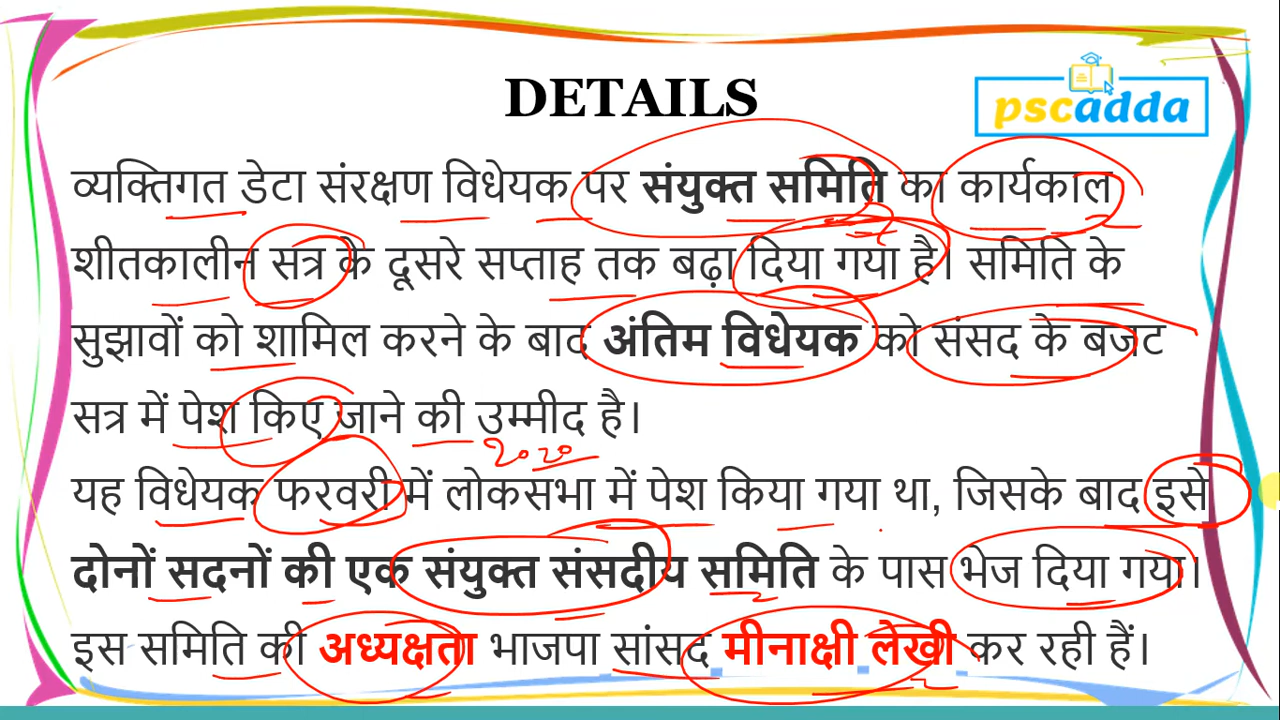 DETAILS
pscadda
व्यक्तिगत डेटा संरक्षण विधेयक पर संयुक्त समिति का कार्यकाल
शीतकालीन सत्र के दूसरे सप्ताह तक बढ़ा दिया गया है। समिति के
सुझावों को शामिल करने के बाद अंतिम विधेयक को संसद के बजट
सत्र में पेश किए जाने की उम्मीद है।
2020
यह विधेयक फरवरी में लोकसभा में पेश किया गया था, जिसके बाद इसे
दोनों सदनों की एक संयुक्त संसदीय समिति के पास भेज दिया गया।
इस समिति की अध्यक्षता भाजपा सांसद मीनाक्षी लेखी कर रही हैं।